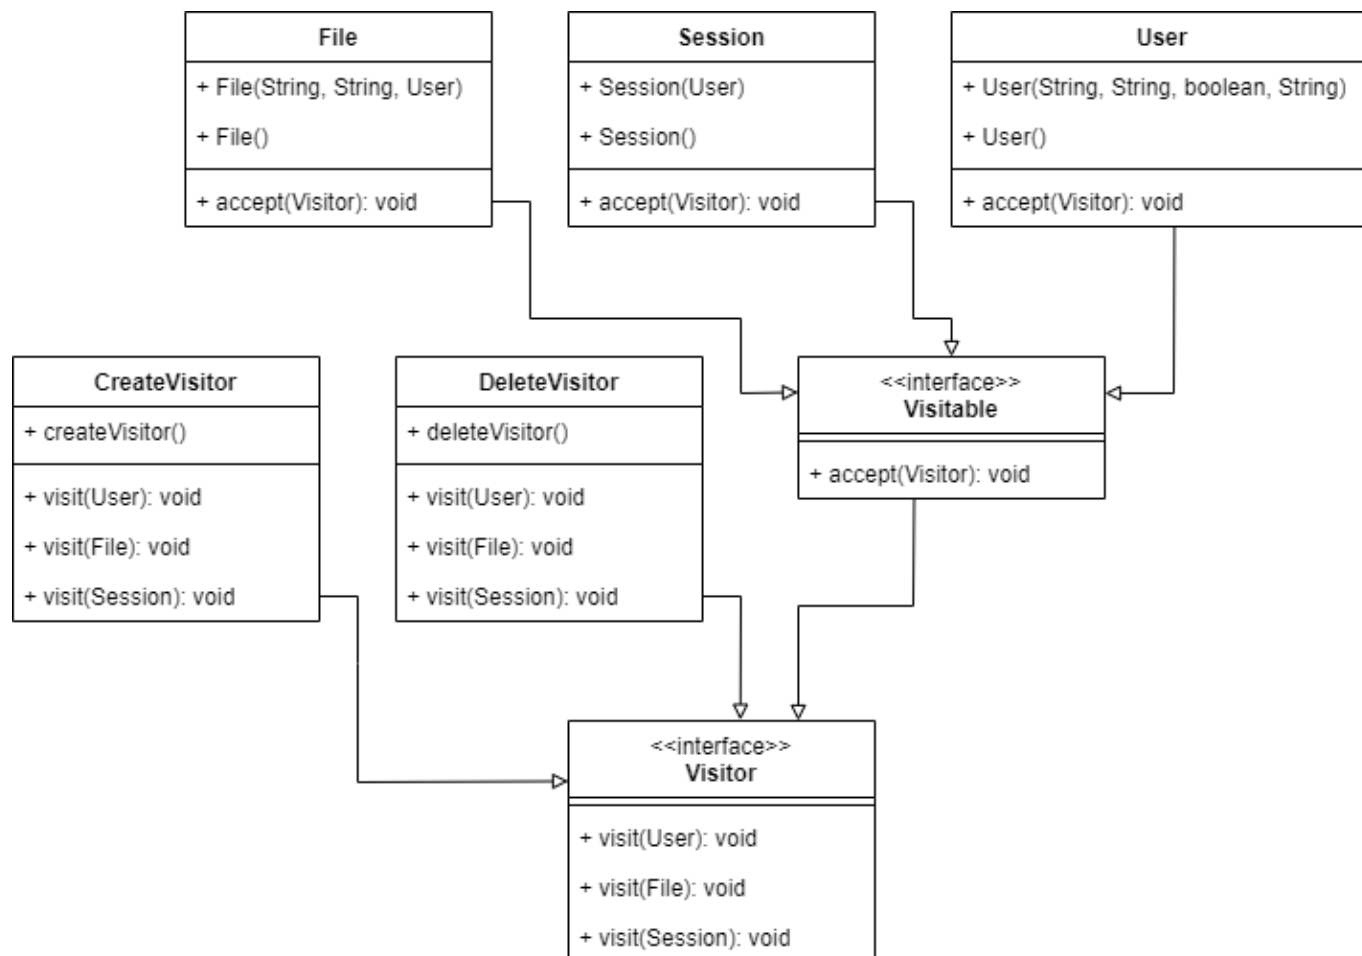 File
+ File(String, String, User)
+ File()
+ accept(Visitor): void
Session
+ Session(User)
+ Session()
+ accept(Visitor): void
User
+ User(String, String, boolean, String)
+ User()
+ accept(Visitor): void
CreateVisitor
+ createVisitor()
+ visit(User): void
+ visit(File): void
+ visit(Session): void
DeleteVisitor
+ deleteVisitor()
+ visit(User): void
+ visit(File): void
+ visit(Session): void
<<interface>>
Visitable
+ accept(Visitor): void
<<interface>>
Visitor
+ visit(User): void
+ visit(File): void
+ visit(Session): void